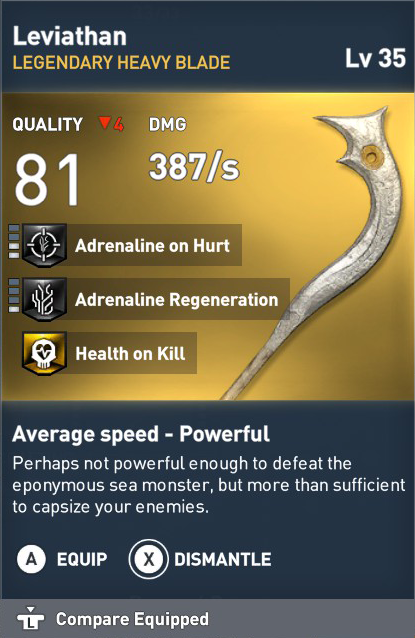 Leviathan
LEGENDARY HEAVY BLADE
Lv 35
QUALITY ▼4 DMG
81 387/s
Adrenaline on Hurt
Adrenaline Regeneration
Health on Kill
Average speed - Powerful
Perhaps not powerful enough to defeat the
eponymous sea monster, but more than sufficient
to capsize your enemies.
A EQUIP X DISMANTLE
L Compare Equipped